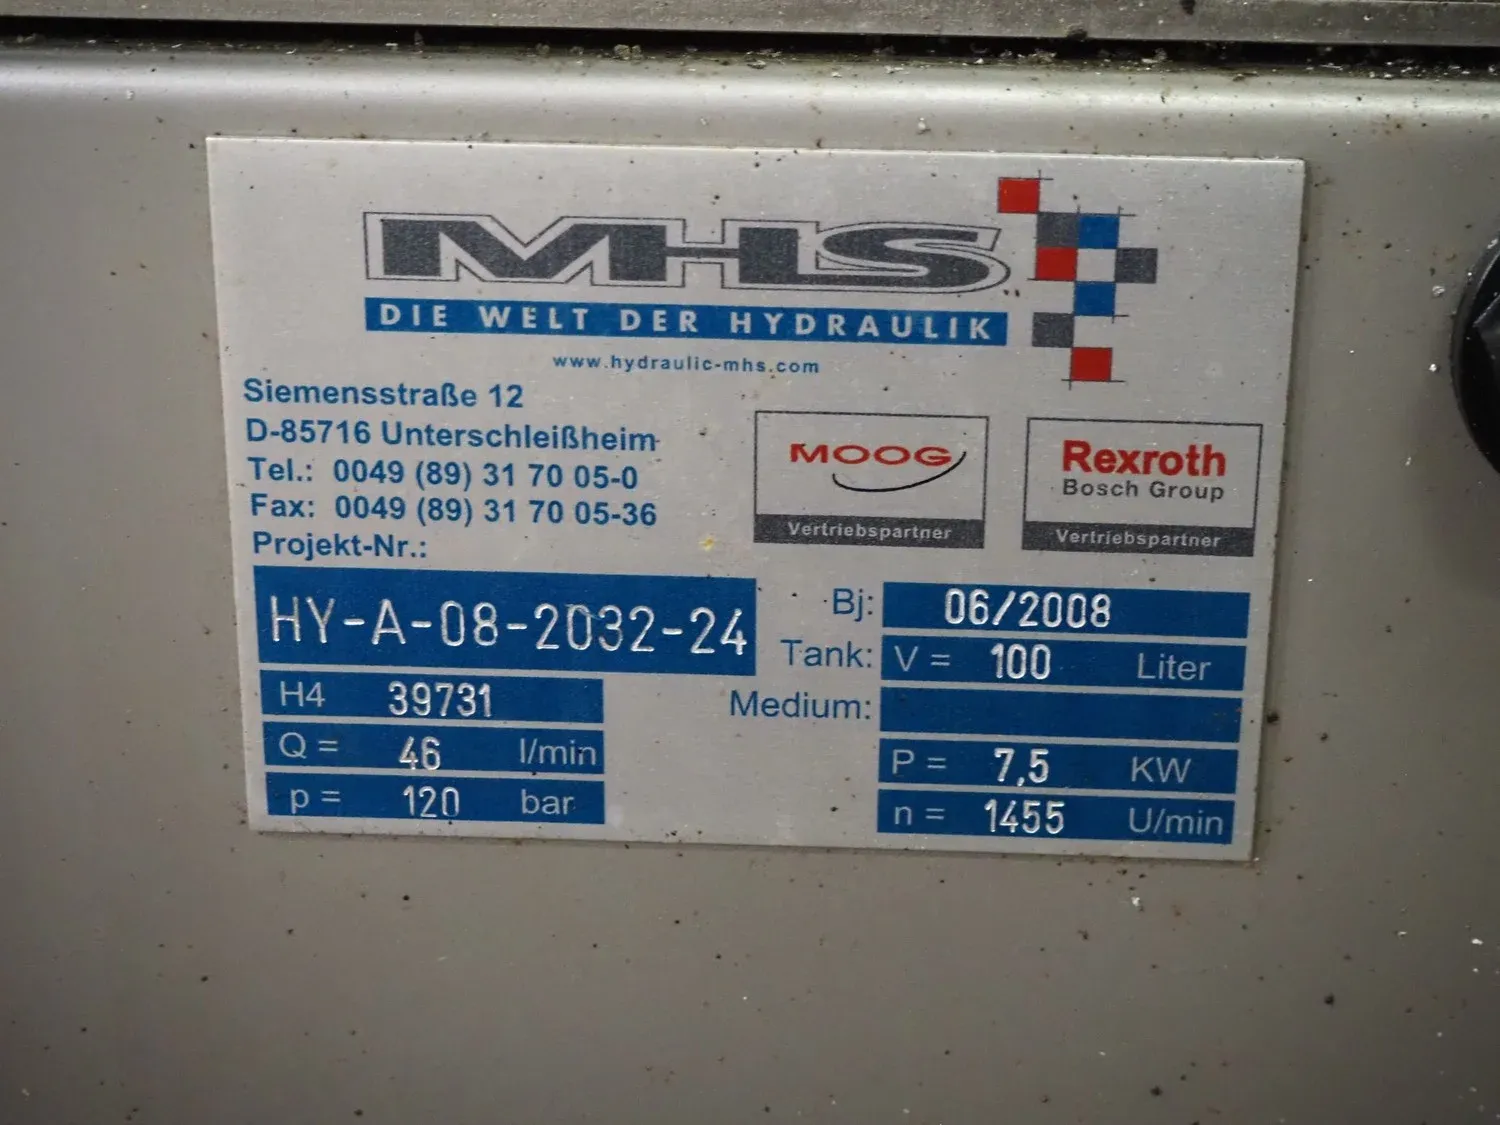 MHS
DIE WELT DER HYDRAULIK
www.hydraulic-mhs.com
Siemensstraße 12
D-85716 Unterschleißheim
Tel.: 0049 (89) 31 70 05-0
Fax: 0049 (89) 31 70 05-36
Projekt-Nr.:
HY-A-08-2032-24
H4 39731
Q = 46 l/min
p = 120 bar
MOOG
Vertriebspartner
Rexroth
Bosch Group
Vertriebspartner
Bj: 06/2008
Tank: V = 100 Liter
Medium:
P = 7,5 KW
n = 1455 U/min